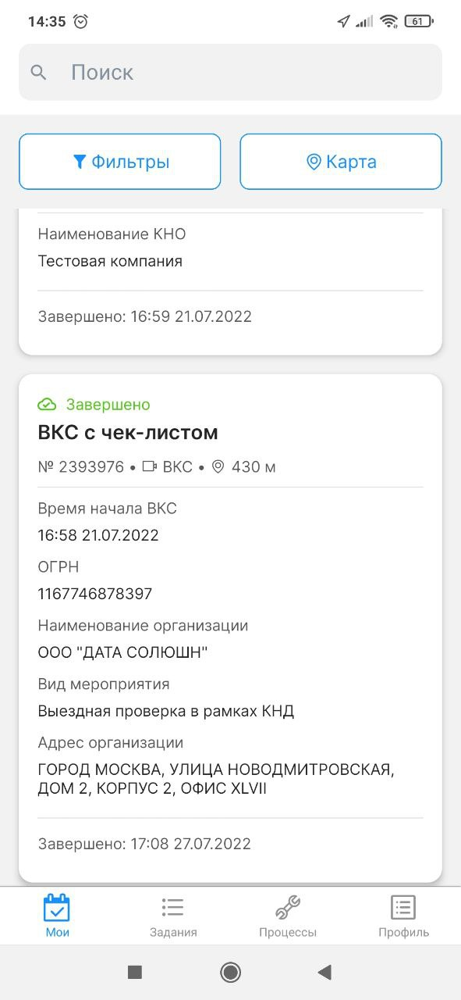 14:35
61
Поиск
Фильтры
Карта
Наименование КНО
Тестовая компания
Завершено: 16:59 21.07.2022
Завершено
ВКС с чек-листом
№ 2393976 • ВКС • 430 м
Время начала ВКС
16:58 21.07.2022
ОГРН
1167746878397
Наименование организации
ООО "ДАТА СОЛЮШН"
Вид мероприятия
Выездная проверка в рамках КНД
Адрес организации
ГОРОД МОСКВА, УЛИЦА НОВОДМИТРОВСКАЯ,
ДОМ 2, КОРПУС 2, ОФИС XLVII
Завершено: 17:08 27.07.2022
Мои
Задания
Процессы
Профиль